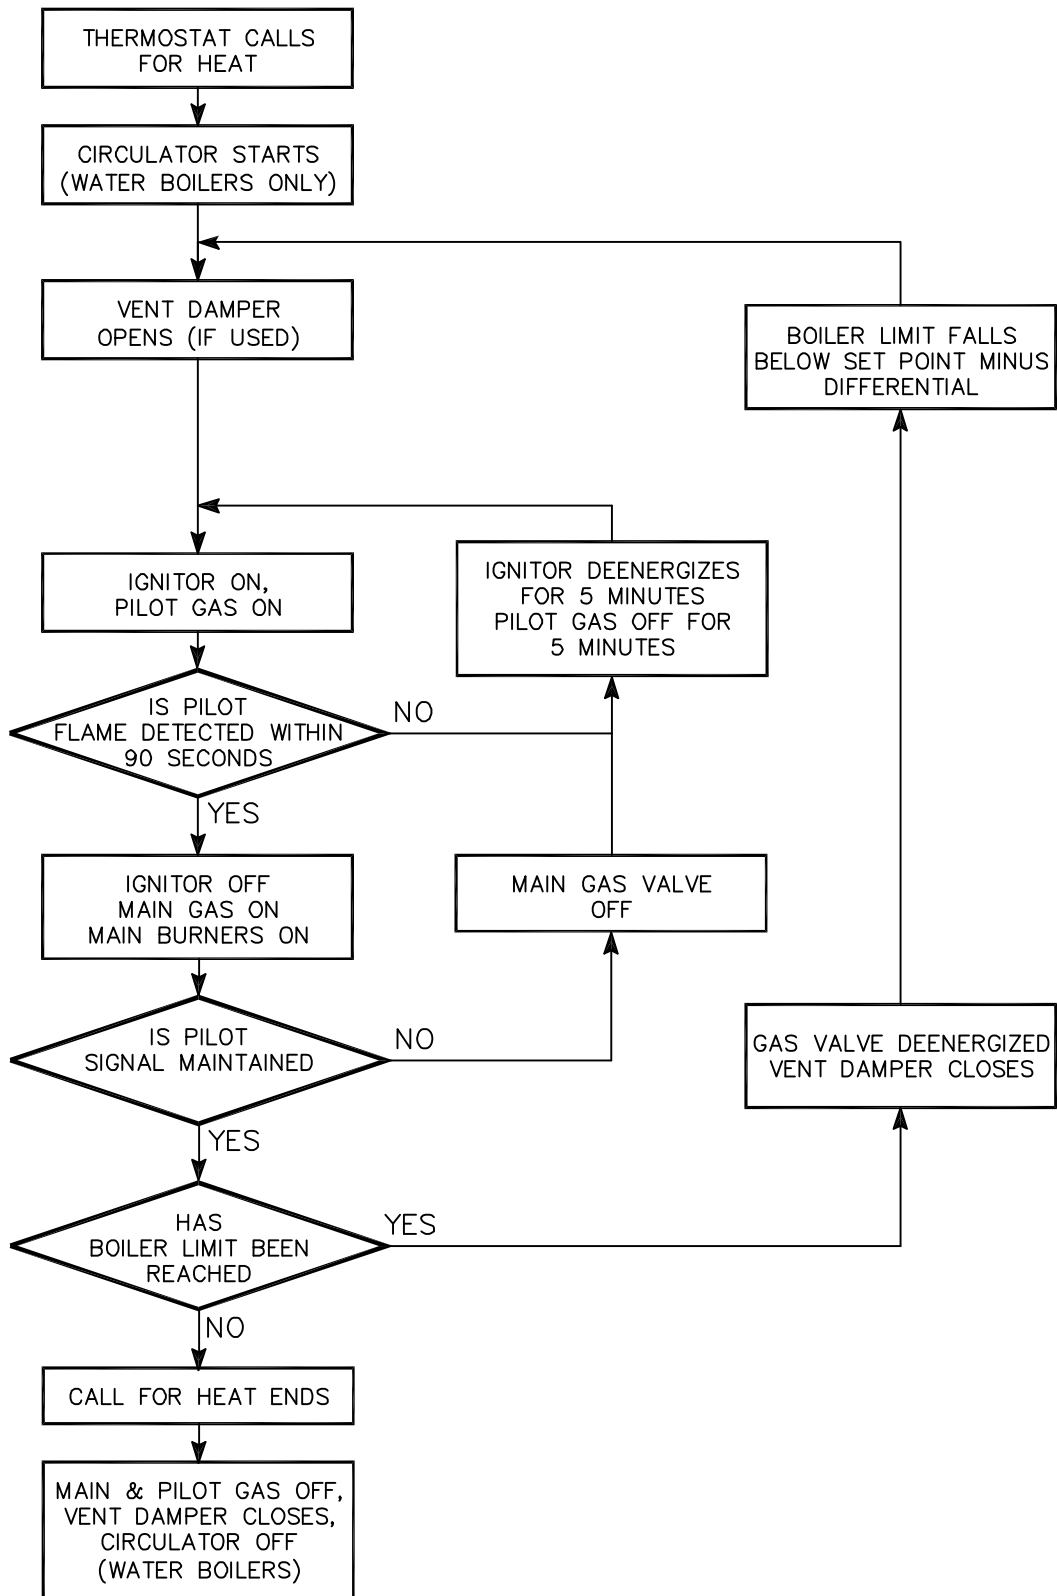 THERMOSTAT CALLS
FOR HEAT
CIRCULATOR STARTS
(WATER BOILERS ONLY)
VENT DAMPER
OPENS (IF USED)
BOILER LIMIT FALLS
BELOW SET POINT MINUS
DIFFERENTIAL
IGNITOR ON,
PILOT GAS ON
IGNITOR DEENERGIZES
FOR 5 MINUTES
PILOT GAS OFF FOR
5 MINUTES
IS PILOT
FLAME DETECTED WITHIN
90 SECONDS
NO
YES
IGNITOR OFF
MAIN GAS ON
MAIN BURNERS ON
MAIN GAS VALVE
OFF
IS PILOT
SIGNAL MAINTAINED
NO
YES
GAS VALVE DEENERGIZED
VENT DAMPER CLOSES
HAS
BOILER LIMIT BEEN
REACHED
YES
NO
CALL FOR HEAT ENDS
MAIN & PILOT GAS OFF,
VENT DAMPER CLOSES,
CIRCULATOR OFF
(WATER BOILERS)